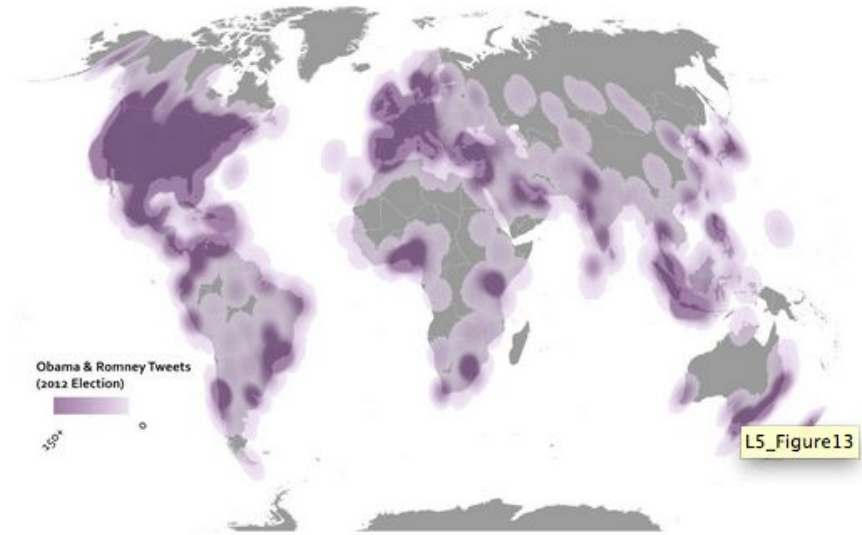 Obama & Romney Tweets
(2012 Election)
150+
0
L5_Figure13